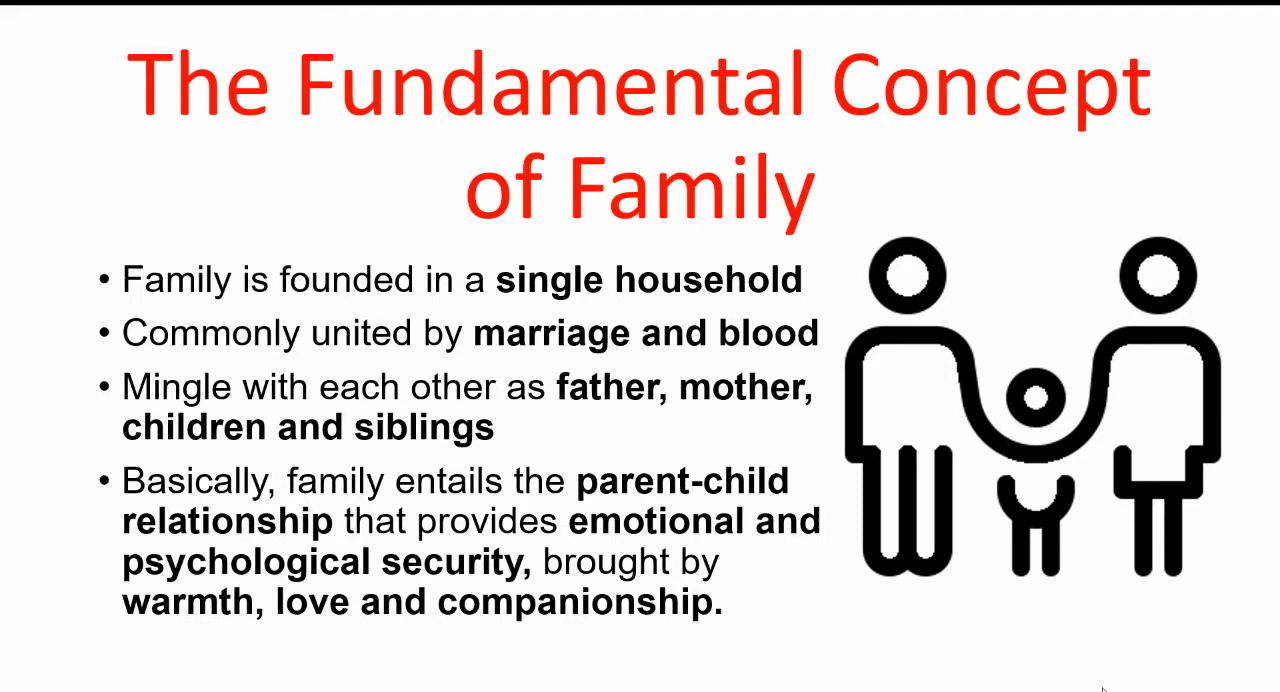 The Fundamental Concept
of Family
• Family is founded in a single household
• Commonly united by marriage and blood
• Mingle with each other as father, mother,
children and siblings
• Basically, family entails the parent-child
relationship that provides emotional and
psychological security, brought by
warmth, love and companionship.